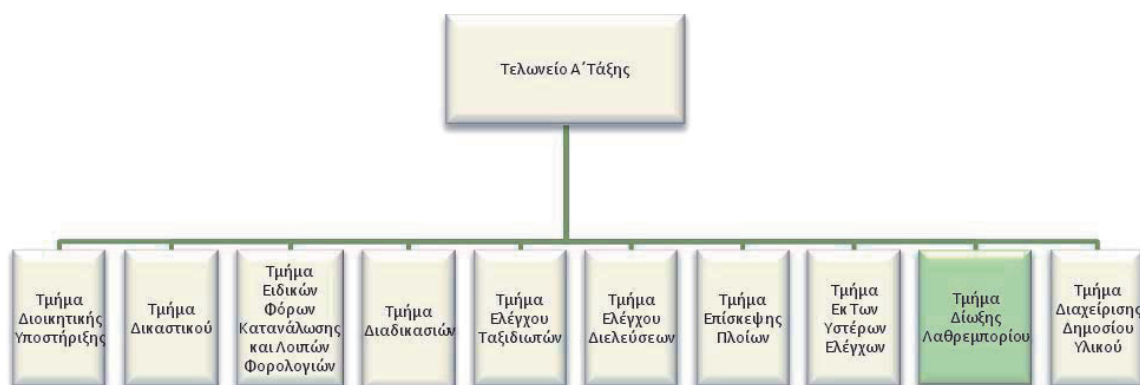 Τελωνείο Α΄Τάξης
Τμήμα
Διοικητικής
Υποστήριξης
Τμήμα
Δικαστικού
Τμήμα
Ειδικών
Φόρων
Κατανάλωσης
και Λοιπών
Φορολογιών
Τμήμα
Διαδικασιών
Τμήμα
Ελέγχου
Ταξιδιωτών
Τμήμα
Ελέγχου
Διελεύσεων
Τμήμα
Επίσκεψης
Πλοίων
Τμήμα
Εκ Των
Υστέρων
Ελέγχων
Τμήμα
Δίωξης
Λαθρεμπορίου
Τμήμα
Διαχείρισης
Δημοσίου
Υλικού